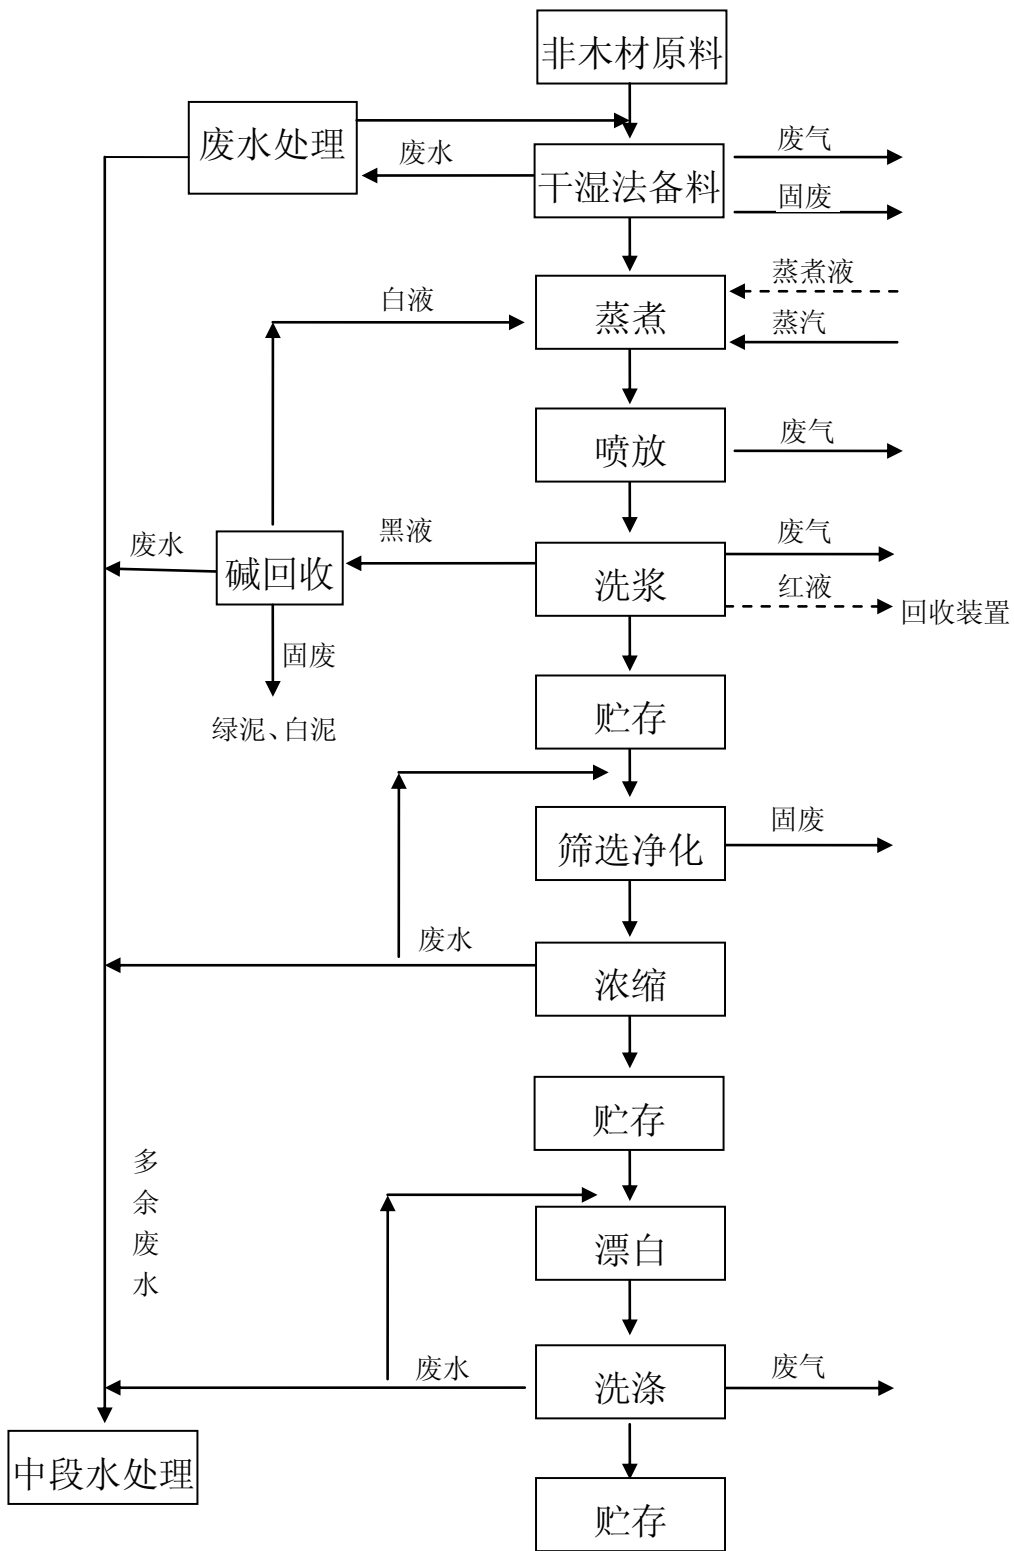 非木材原料
废水处理
废水
干湿法备料
废气
固废
蒸煮液
白液
蒸煮
蒸汽
喷放
废气
黑液
废水
碱回收
洗浆
废气
红液
回收装置
固废
绿泥、白泥
贮存
筛选净化
固废
废水
浓缩
贮存
多
余
废
水
漂白
废水
洗涤
废气
中段水处理
贮存